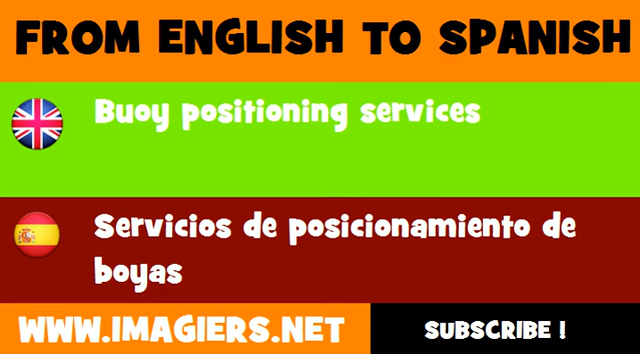 FROM ENGLISH TO SPANISH
Buoy positioning services
Servicios de posicionamiento de
boyas
WWW.IMAGIERS.NET
SUBSCRIBE !